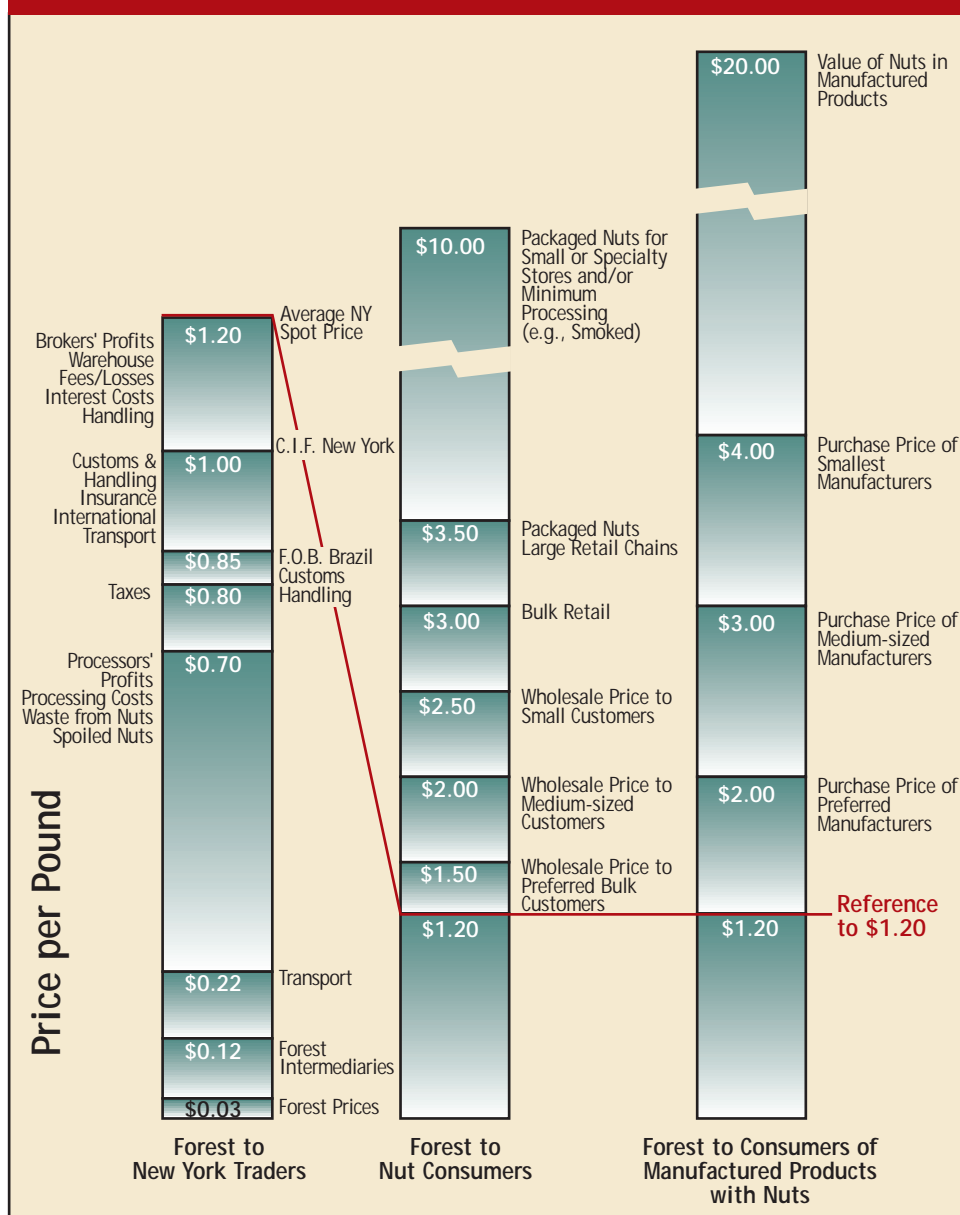 $20.00
Value of Nuts in
Manufactured
Products
$10.00
Packaged Nuts for
Small or Specialty
Stores and/or
Minimum
Processing
(e.g., Smoked)
Average NY
Spot Price
$1.20
Brokers' Profits
Warehouse
Fees/Losses
Interest Costs
Handling
C.I.F. New York
$1.00
Customs &
Handling
Insurance
International
Transport
$0.85
F.O.B. Brazil
Customs
Handling
Taxes
$0.80
Processors'
Profits
Processing Costs
Waste from Nuts
Spoiled Nuts
$0.70
$0.22
Transport
$0.12
Forest
Intermediaries
$0.03
Forest Prices
$3.50
Packaged Nuts
Large Retail Chains
$3.00
Bulk Retail
$2.50
Wholesale Price to
Small Customers
$2.00
Wholesale Price to
Medium-sized
Customers
$1.50
Wholesale Price to
Preferred Bulk
Customers
$1.20
$4.00
Purchase Price of
Smallest
Manufacturers
$3.00
Purchase Price of
Medium-sized
Manufacturers
$2.00
Purchase Price of
Preferred
Manufacturers
Reference
to $1.20
$1.20
Price per Pound
Forest to
New York Traders
Forest to
Nut Consumers
Forest to Consumers of
Manufactured Products
with Nuts